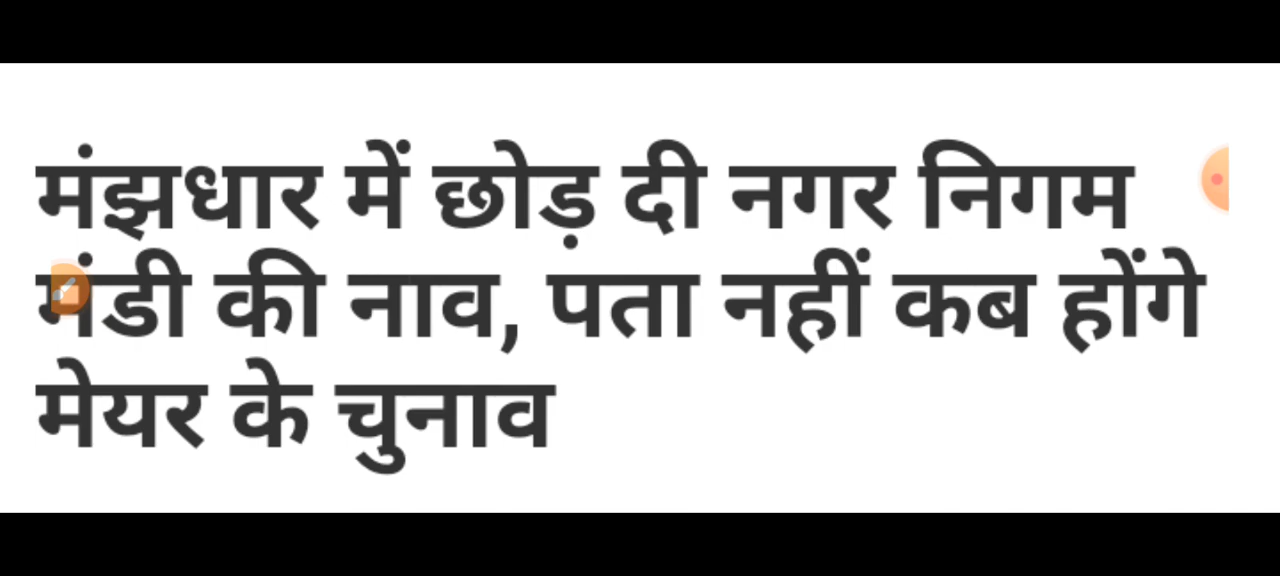 मंझधार में छोड़ दी नगर निगम
मंडी की नाव, पता नहीं कब होंगे
मेयर के चुनाव